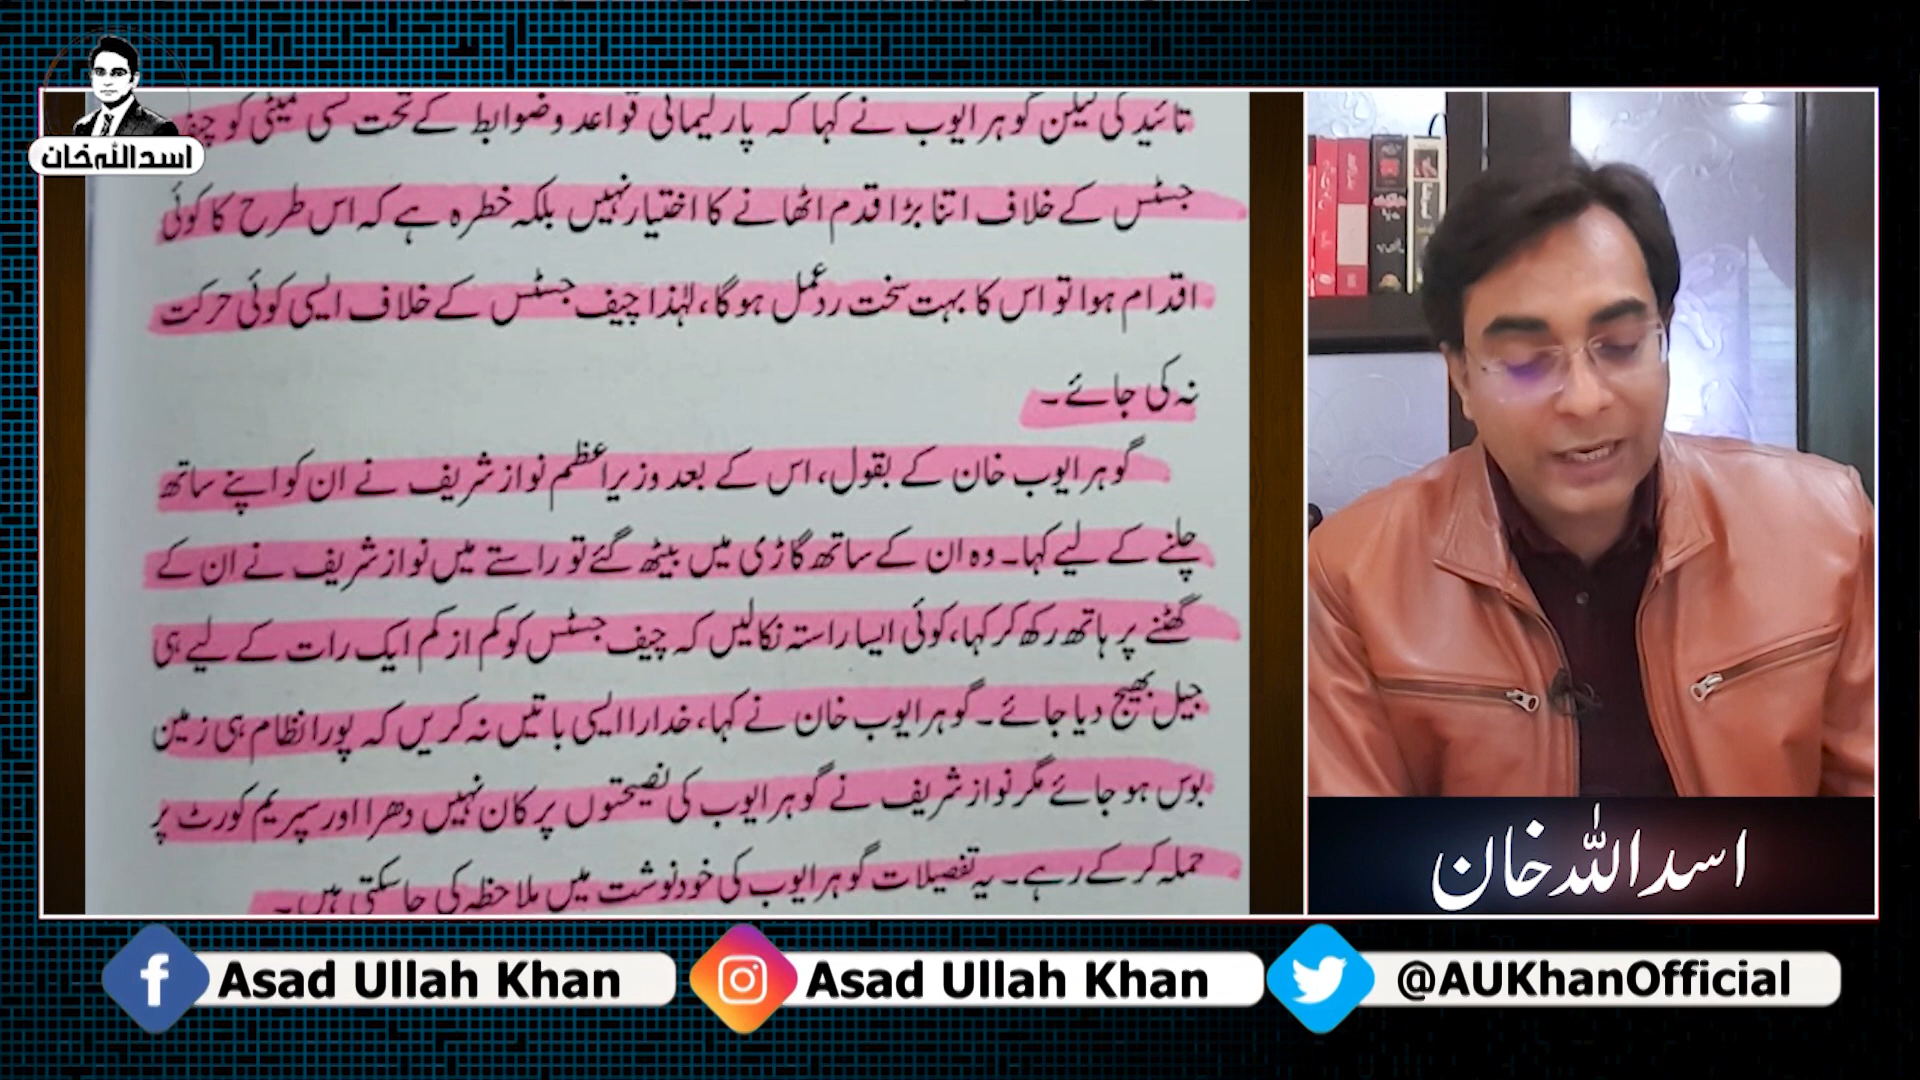 اسد اللہ خان
تائید کی لیکن گوہر ایوب نے کہا کہ پارلیمانی قواعد و ضوابط کے تحت کسی کمیٹی کو چیف
جسٹس کے خلاف اتنا بڑا قدم اٹھانے کا اختیار نہیں بلکہ خطرہ ہے کہ اس طرح کا کوئی
اقدام ہوا تو اس کا بہت سخت ردعمل ہوگا، لہٰذا چیف جسٹس کے خلاف ایسی کوئی حرکت
نہ کی جائے۔
گوہر ایوب خان کے بقول، اس کے بعد وزیراعظم نواز شریف نے ان کو اپنے ساتھ
چلنے کے لیے کہا۔ وہ ان کے ساتھ گاڑی میں بیٹھ گئے تو راستے میں نواز شریف نے ان کے
گھٹنے پر ہاتھ رکھ کر کہا، کوئی ایسا راستہ نکالیں کہ چیف جسٹس کو کم از کم ایک رات کے لیے ہی
جیل بھیج دیا جائے۔ گوہر ایوب خان نے کہا، خدارا ایسی باتیں نہ کریں کہ پورا نظام ہی زمین
بوس ہو جائے مگر نواز شریف نے گوہر ایوب کی نصیحتوں پر کان نہیں دھرا اور سپریم کورٹ پر
حملہ کر کے رہے۔ یہ تفصیلات گوہر ایوب کی خودنوشت میں ملاحظہ کی جاسکتی ہیں۔
اسد اللہ خان
Asad Ullah Khan
Asad Ullah Khan
@AUKhanOfficial